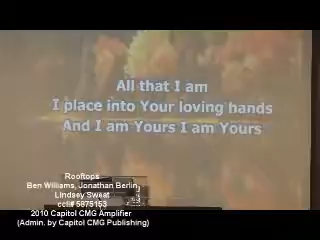 All that I am
I place into Your loving hands
And I am Yours I am Yours
Rooftops
Ben Williams, Jonathan Berlin,
Lindsey Sweat
ccli# 5875153
2010 Capitol CMG Amplifier
(Admin. by Capitol CMG Publishing)